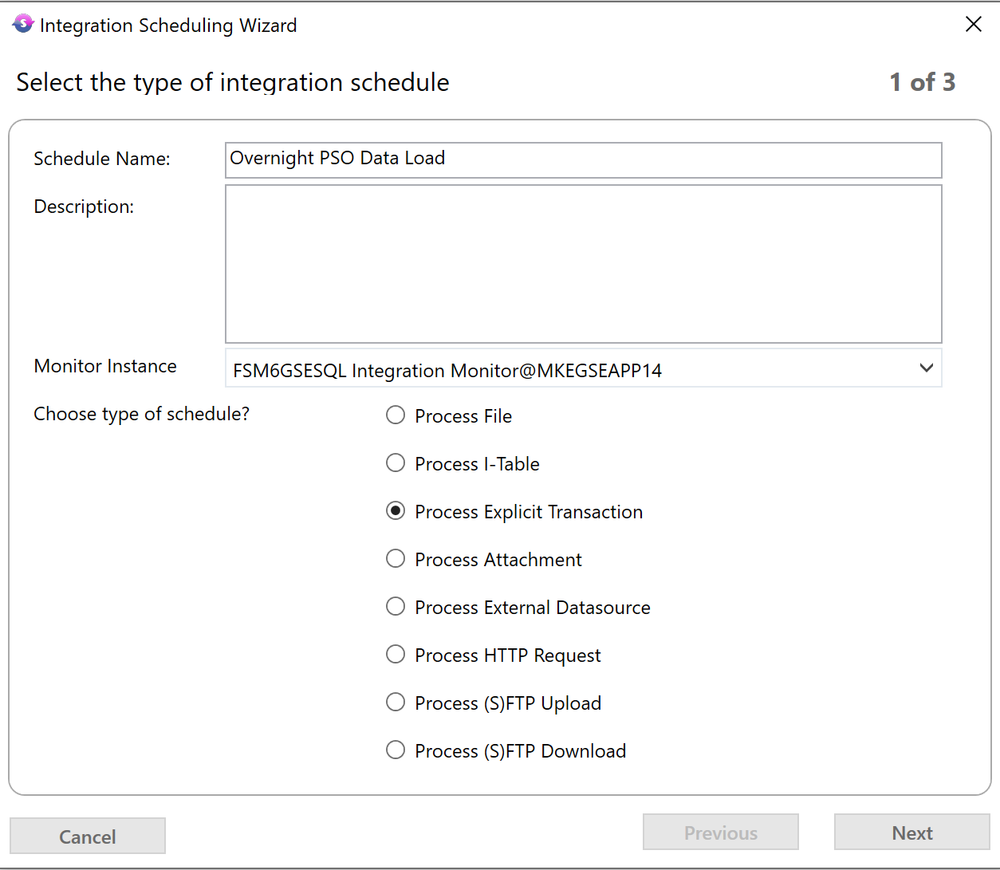 Integration Scheduling Wizard
Select the type of integration schedule
1 of 3
Schedule Name:
Overnight PSO Data Load
Description:
Monitor Instance
FSM6GSESQL Integration Monitor@MKEGSEAPP14
Choose type of schedule?
Process File
Process I-Table
Process Explicit Transaction
Process Attachment
Process External Datasource
Process HTTP Request
Process (S)FTP Upload
Process (S)FTP Download
Cancel
Previous
Next